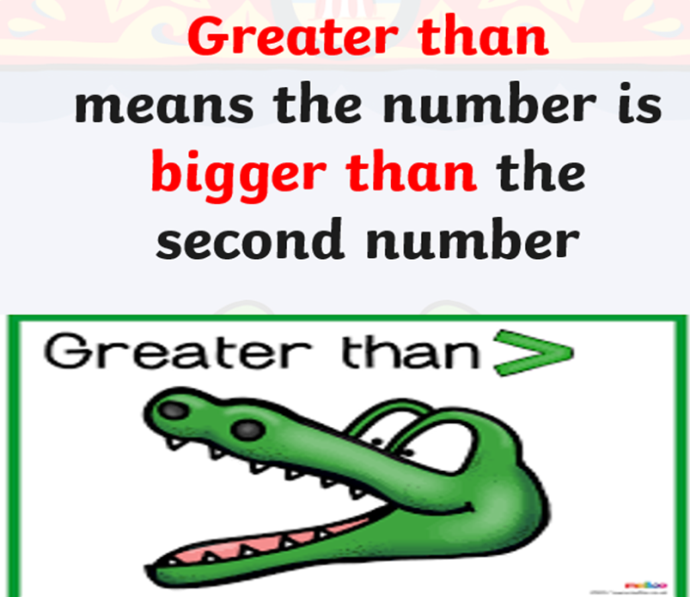 Greater than
means the number is
bigger than the
second number
Greater than >